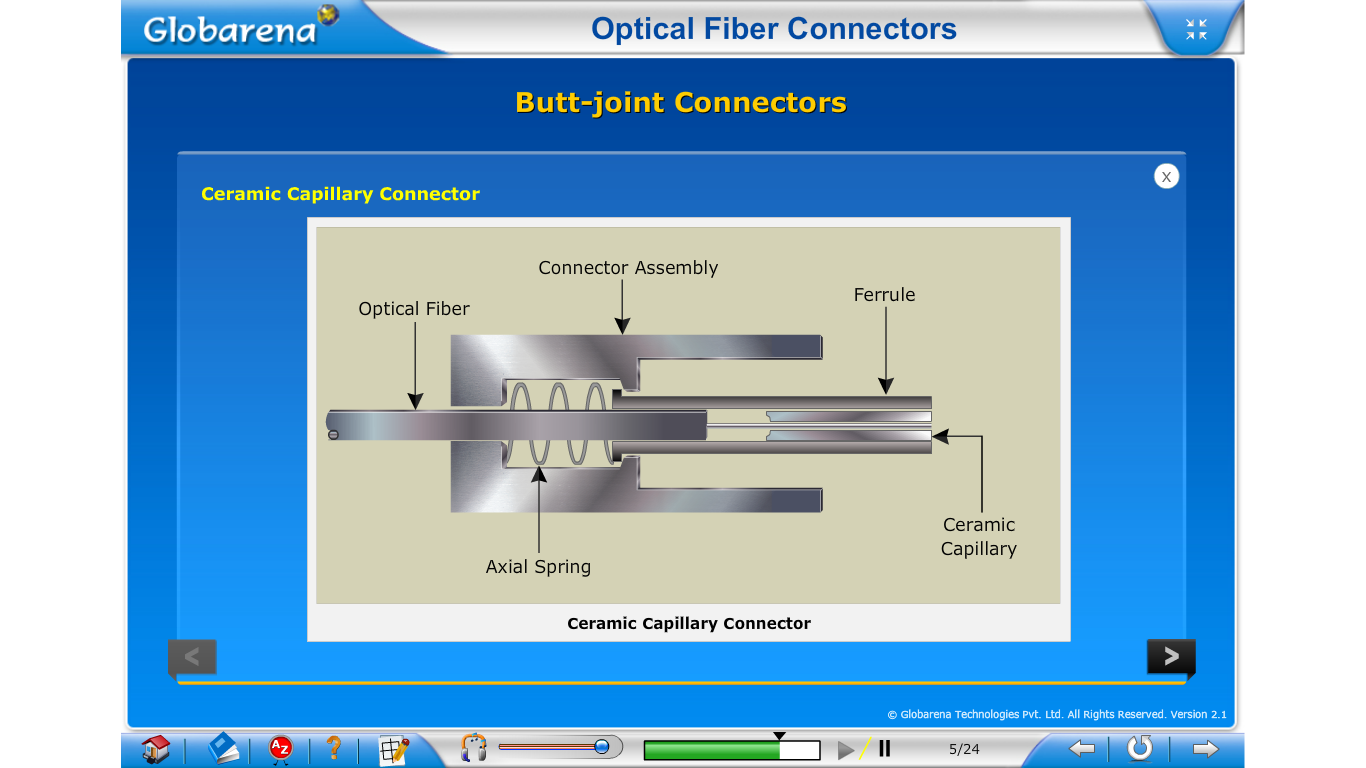 Globarena
Optical Fiber Connectors
Butt-joint Connectors
X
Ceramic Capillary Connector
Connector Assembly
Ferrule
Optical Fiber
Ceramic
Capillary
Axial Spring
Ceramic Capillary Connector
<
>
© Globarena Technologies Pvt. Ltd. All Rights Reserved. Version 2.1
AZ
?
5/24